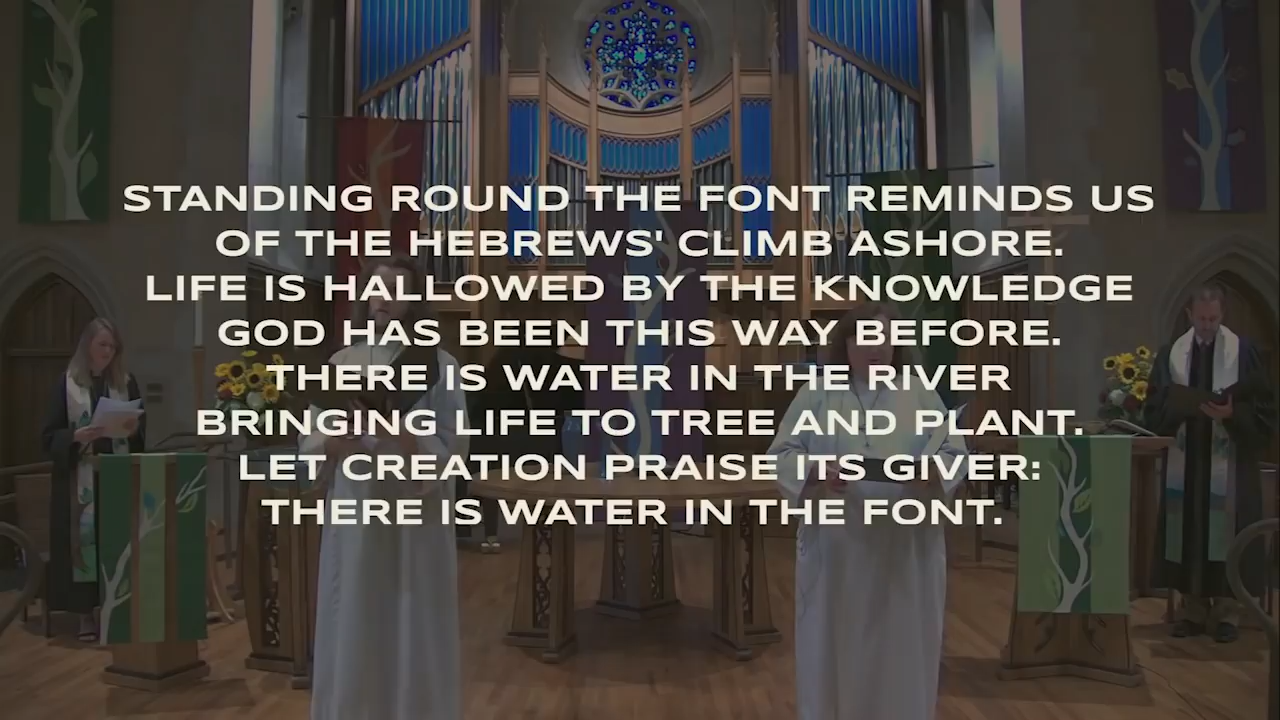 STANDING ROUND THE FONT REMINDS US
OF THE HEBREWS' CLIMB ASHORE.
LIFE IS HALLOWED BY THE KNOWLEDGE
GOD HAS BEEN THIS WAY BEFORE.
THERE IS WATER IN THE RIVER
BRINGING LIFE TO TREE AND PLANT.
LET CREATION PRAISE ITS GIVER:
THERE IS WATER IN THE FONT.